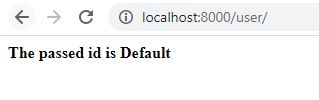 localhost:8000/user/
The passed id is Default